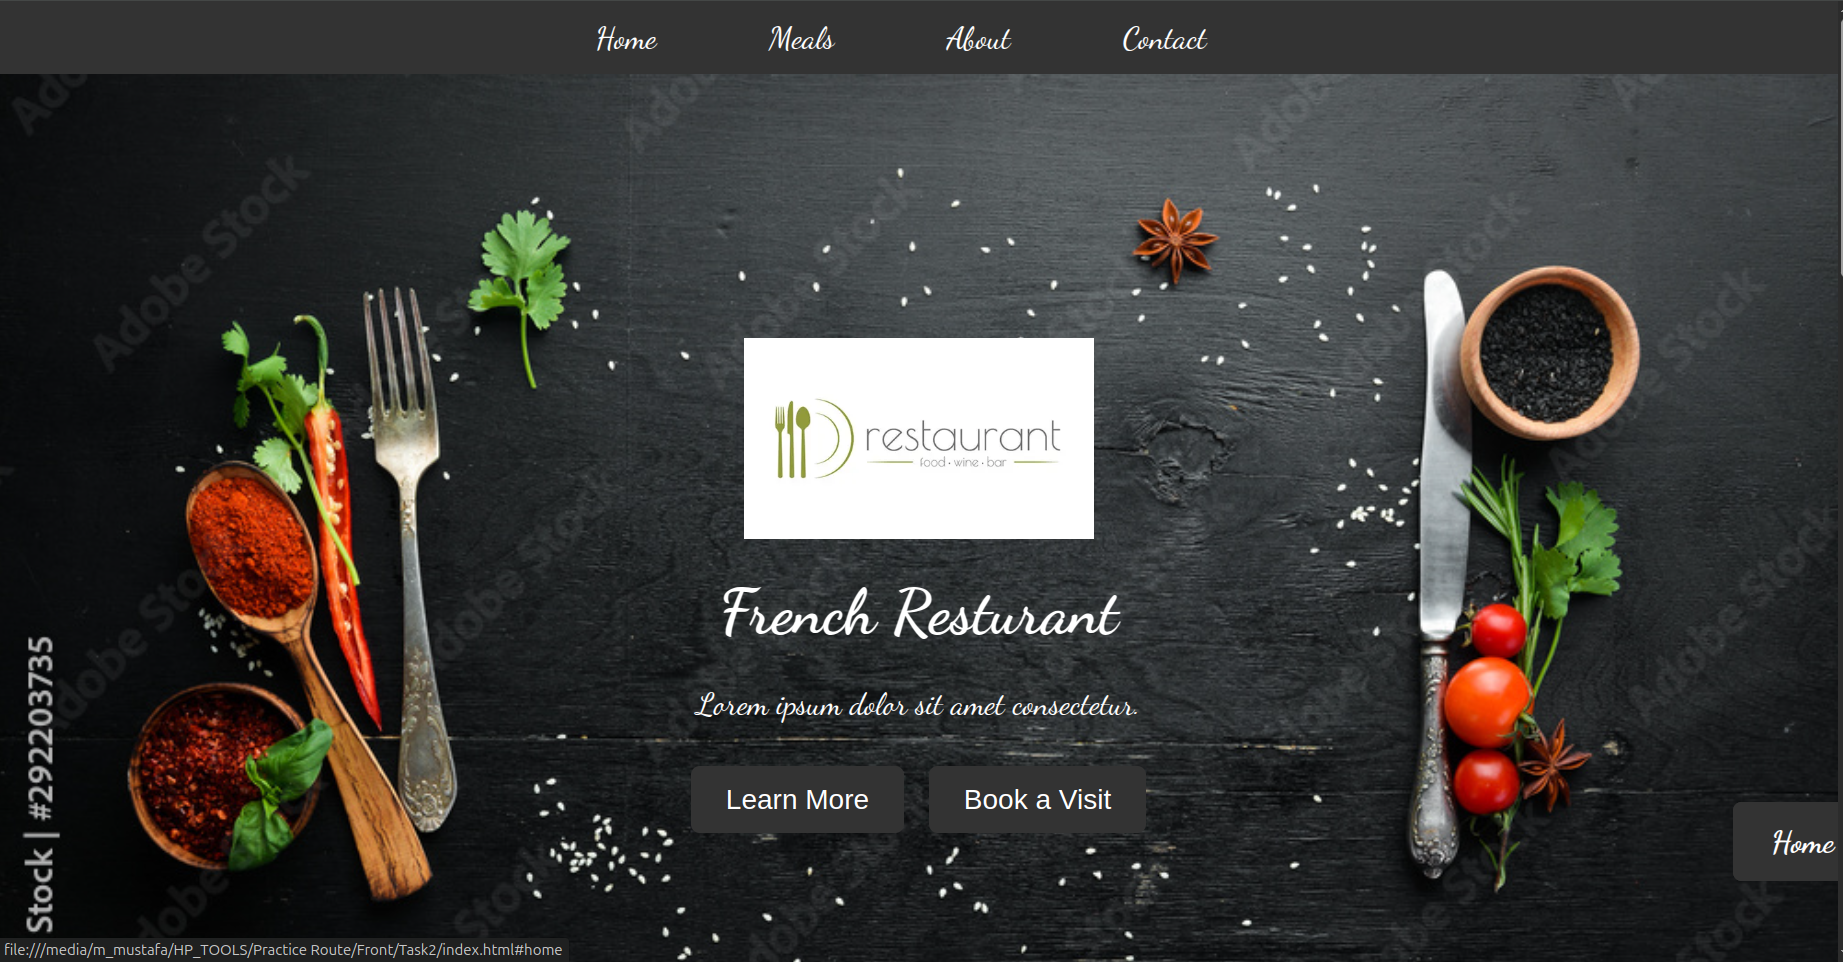 Home Meals About Contact
restaurant
food · wine · bar
French Resturant
Lorem ipsum dolor sit amet consectetur.
Learn More Book a Visit
Home
Adobe Stock
Stock | #292203735
file:///media/m_mustafa/HP_TOOLS/Practice Route/Front/Task2/index.html#home